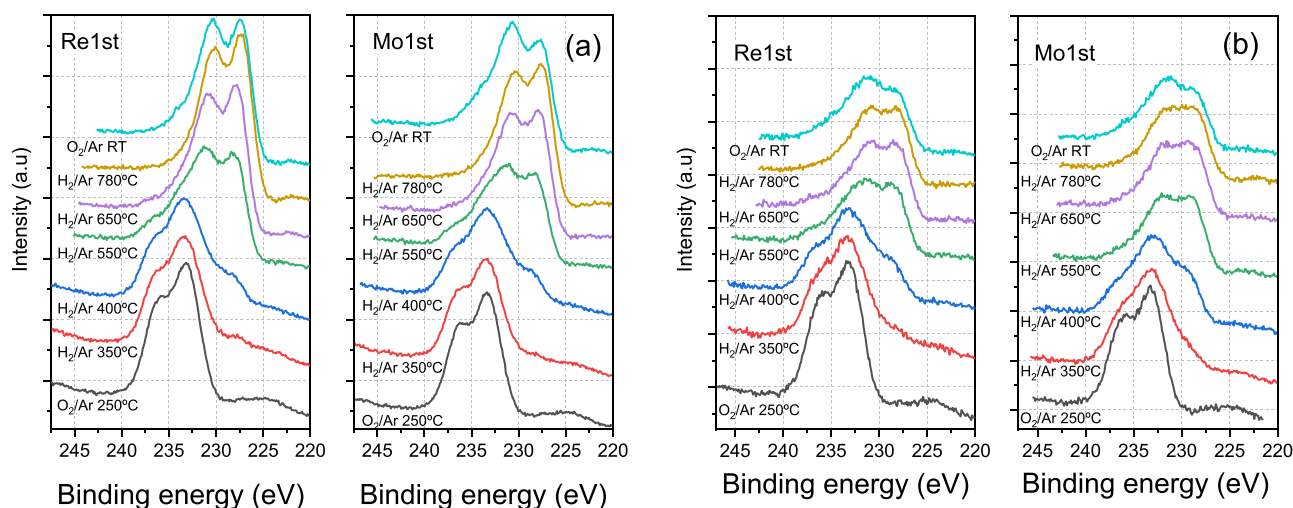 Re1st
Mo1st
(a)
O₂/Ar RT
H₂/Ar 780ºC
H₂/Ar 650ºC
H₂/Ar 550ºC
H₂/Ar 400ºC
H₂/Ar 350ºC
O₂/Ar 250ºC
O₂/Ar RT
H₂/Ar 780ºC
H₂/Ar 650ºC
H₂/Ar 550ºC
H₂/Ar 400ºC
H₂/Ar 350ºC
O₂/Ar 250ºC
Intensity (a.u)
245 240 235 230 225 220
245 240 235 230 225 220
Binding energy (eV)
Binding energy (eV)
Re1st
Mo1st
(b)
O₂/Ar RT
H₂/Ar 780ºC
H₂/Ar 650ºC
H₂/Ar 550ºC
H₂/Ar 400ºC
H₂/Ar 350ºC
O₂/Ar 250ºC
O₂/Ar RT
H₂/Ar 780ºC
H₂/Ar 650ºC
H₂/Ar 550ºC
H₂/Ar 400ºC
H₂/Ar 350ºC
O₂/Ar 250ºC
Intensity (a.u)
245 240 235 230 225 220
245 240 235 230 225 220
Binding energy (eV)
Binding energy (eV)